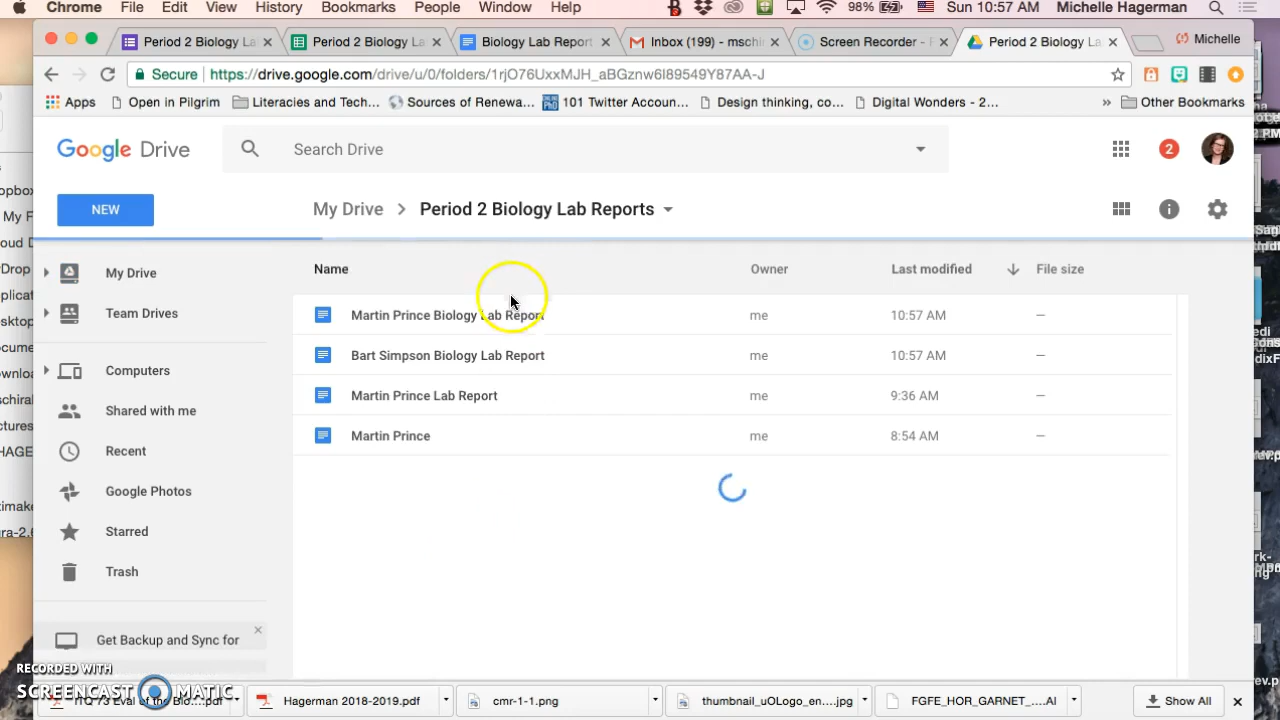 Chrome File Edit View History Bookmarks People Window Help 98% Sun 10:57 AM Michelle Hagerman
Period 2 Biology La Period 2 Biology La Biology Lab Report Inbox (199) - msch Screen Recorder - F Period 2 Biology La Michelle
Secure https://drive.google.com/drive/u/0/folders/1rjO76UxxMJH_aBGznw6l89549Y87AA-J
Apps Open in Pilgrim Literacies and Tech... Sources of Renewa... 101 Twitter Accoun... Design thinking, co... Digital Wonders - 2... » Other Bookmarks
Google Drive Search Drive 2
NEW My Drive > Period 2 Biology Lab Reports
Name Owner Last modified File size
My Drive
Martin Prince Biology Lab Report me 10:57 AM —
Team Drives
Bart Simpson Biology Lab Report me 10:57 AM —
Computers
Martin Prince Lab Report me 9:36 AM —
Shared with me
Martin Prince me 8:54 AM —
Recent
Google Photos
Starred
Trash
Get Backup and Sync for
RECORDED WITH
SCREENCAST MATIC
ITQ 73 Eval of the Bio....pdf Hagerman 2018-2019.pdf cmr-1-1.png thumbnail_uOLogo_en....jpg FGFE_HOR_GARNET_....AI Show All